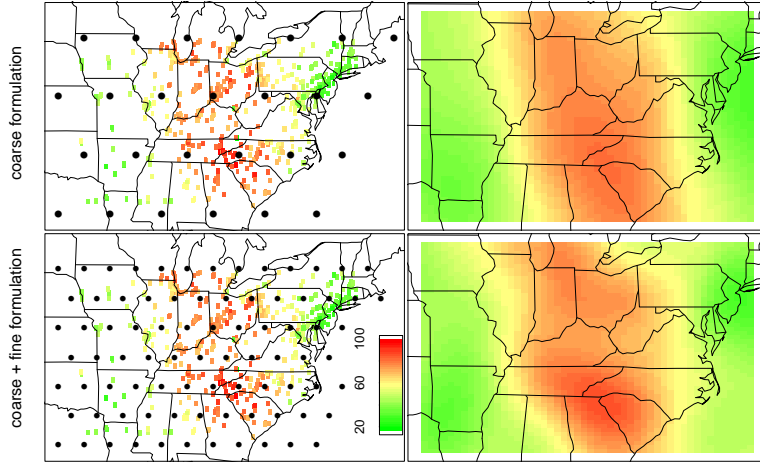 coarse formulation
coarse + fine formulation
100
60
20